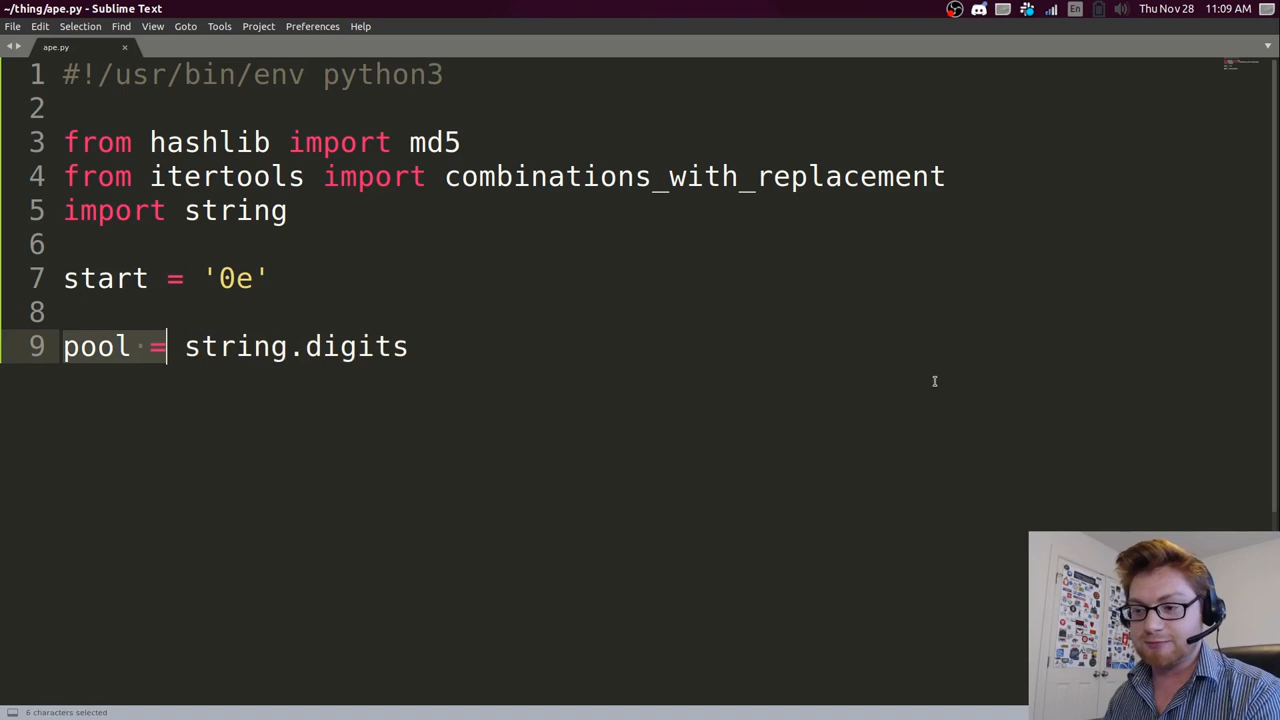 ~/thing/ape.py - Sublime Text
En
Thu Nov 28
11:09 AM
File Edit Selection Find View Goto Tools Project Preferences Help
ape.py
1 #!/usr/bin/env python3
2
3 from hashlib import md5
4 from itertools import combinations_with_replacement
5 import string
6
7 start = '0e'
8
9 pool = string.digits
6 characters selected